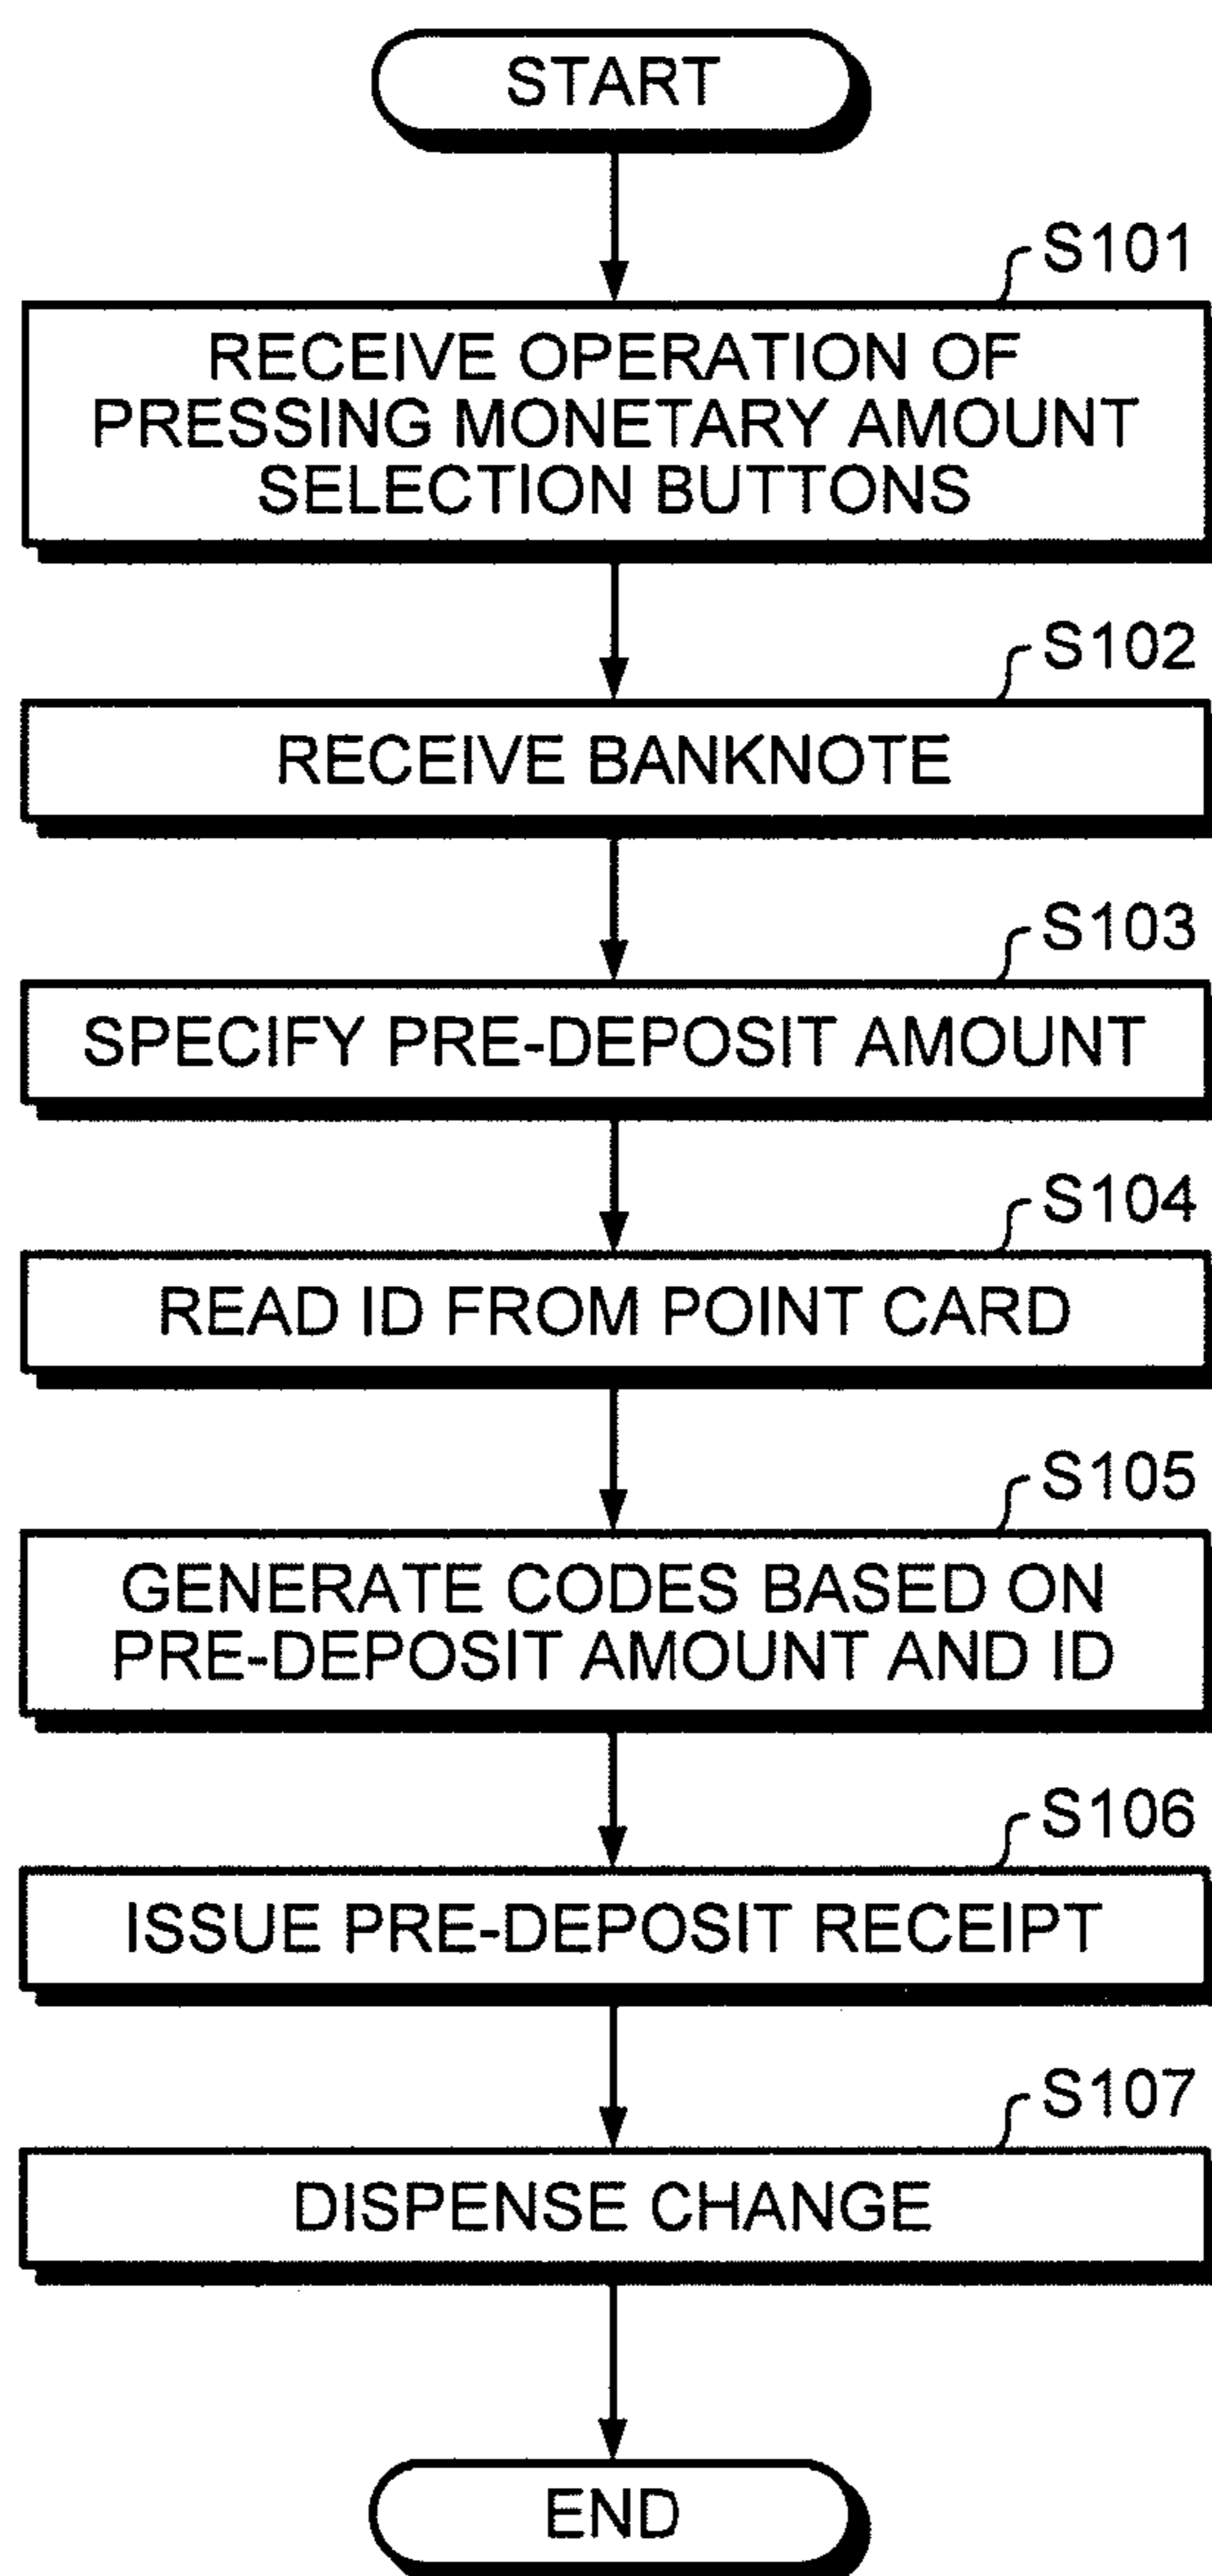 START
S101
RECEIVE OPERATION OF
PRESSING MONETARY AMOUNT
SELECTION BUTTONS
S102
RECEIVE BANKNOTE
S103
SPECIFY PRE-DEPOSIT AMOUNT
S104
READ ID FROM POINT CARD
S105
GENERATE CODES BASED ON
PRE-DEPOSIT AMOUNT AND ID
S106
ISSUE PRE-DEPOSIT RECEIPT
S107
DISPENSE CHANGE
END